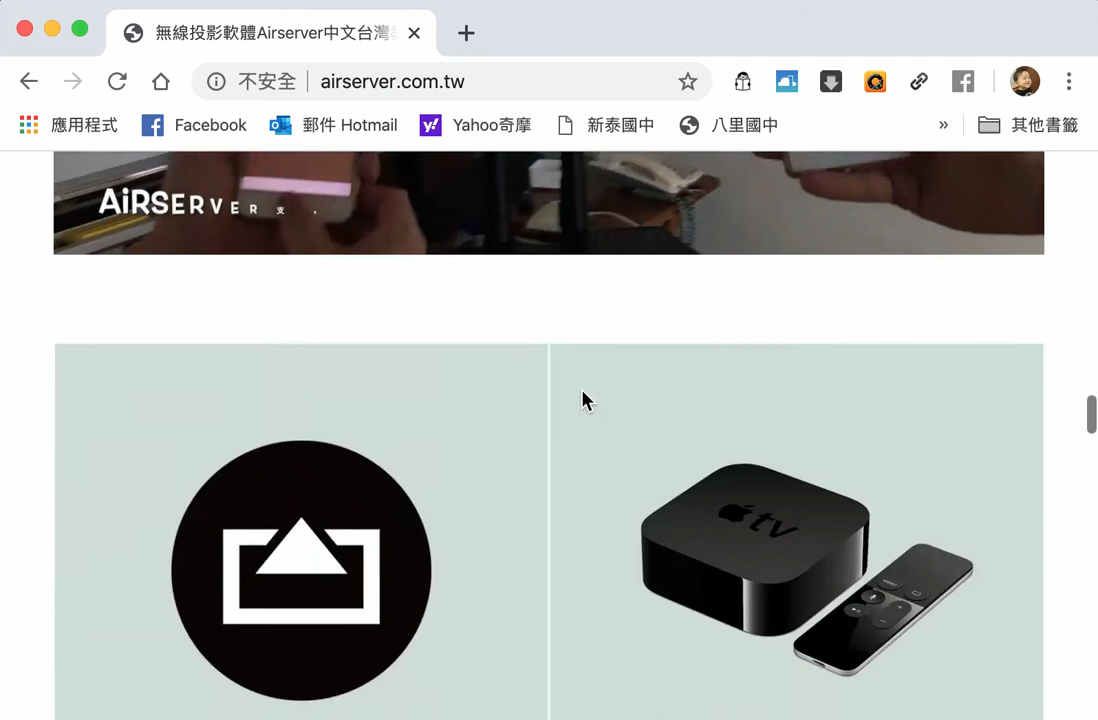 無線投影軟體Airserver中文台灣
不安全 airserver.com.tw
應用程式 Facebook 郵件 Hotmail Yahoo奇摩 新泰國中 八里國中 » 其他書籤
AiRSERVER 支
tv
MENU